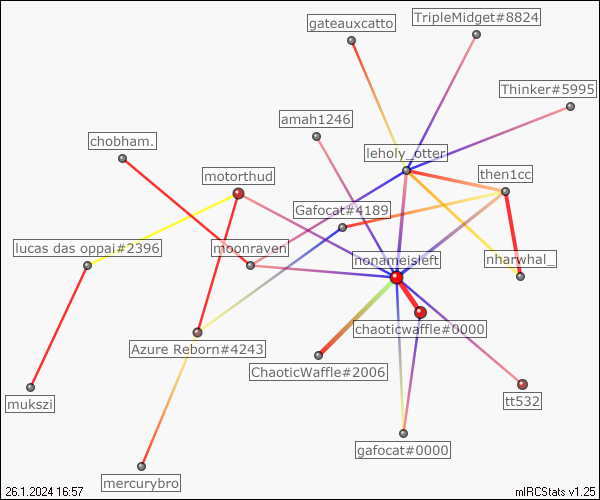 TripleMidget#8824
gateauxcatto
Thinker#5995
amah1246
chobham.
leholy_otter
then1cc
motorthud
Gafocat#4189
lucas das oppai#2396
moonraven
nonameisleft
nharwhal_
chaoticwaffle#0000
Azure Reborn#4243
ChaoticWaffle#2006
tt532
mukszi
gafocat#0000
mercurybro
26.1.2024 16:57
mIRCStats v1.25